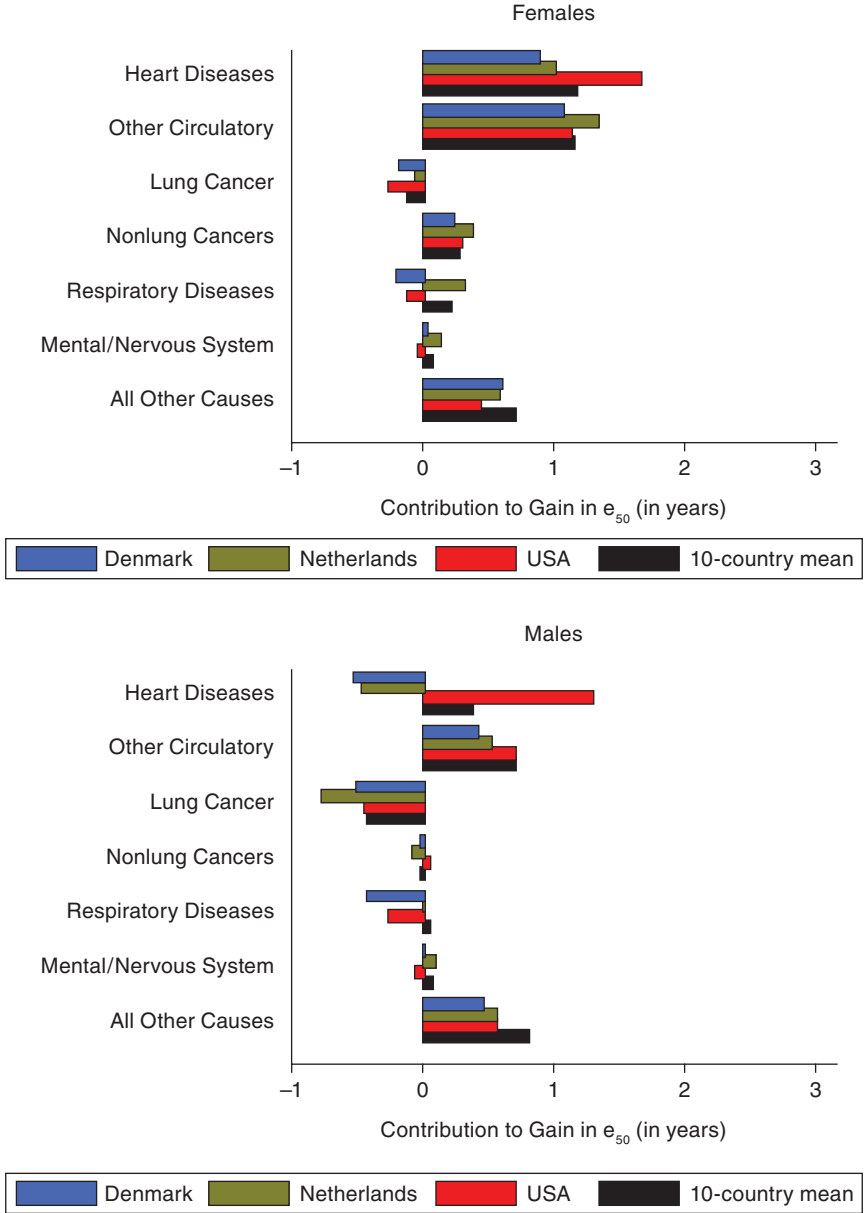 Females
Heart Diseases
Other Circulatory
Lung Cancer
Nonlung Cancers
Respiratory Diseases
Mental/Nervous System
All Other Causes
–1 0 1 2 3
Contribution to Gain in e50 (in years)
Denmark Netherlands USA 10-country mean
Males
Heart Diseases
Other Circulatory
Lung Cancer
Nonlung Cancers
Respiratory Diseases
Mental/Nervous System
All Other Causes
–1 0 1 2 3
Contribution to Gain in e50 (in years)
Denmark Netherlands USA 10-country mean